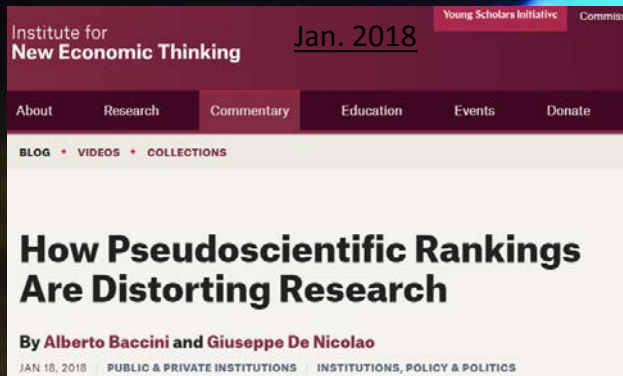 Young Scholars Initiative
Institute for
New Economic Thinking
Jan. 2018
About Research Commentary Education Events Donate
BLOG • VIDEOS • COLLECTIONS
How Pseudoscientific Rankings
Are Distorting Research
By Alberto Baccini and Giuseppe De Nicolao
JAN 18, 2018 | PUBLIC & PRIVATE INSTITUTIONS | INSTITUTIONS, POLICY & POLITICS